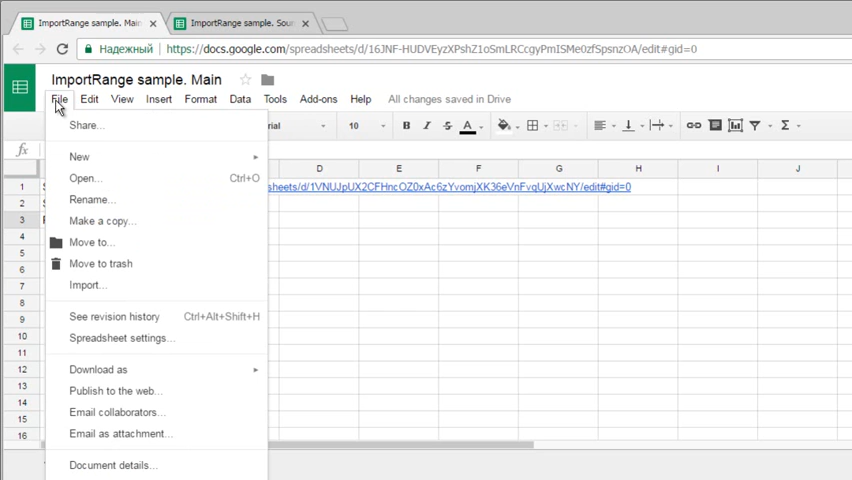 ImportRange sample. Main
ImportRange sample. Sou
Надежный
https://docs.google.com/spreadsheets/d/16JNF-HUDVEyzXPshZ1oSmLRCcgyPmISMe0zfSpsnzOA/edit#gid=0
ImportRange sample. Main
File Edit View Insert Format Data Tools Add-ons Help All changes saved in Drive
Share...
10 B I S A Σ
fx
New
D E F G H I J
Open... Ctrl+O
1 sheets/d/1VNUJpUX2CFHncOZ0xAc6zYvomjXK36eVnFvqUjXwcNY/edit#gid=0
Rename...
2
Make a copy...
3
Move to...
4
5
Move to trash
6
Import...
7
8
See revision history Ctrl+Alt+Shift+H
9
Spreadsheet settings...
10
11
Download as
12
Publish to the web...
13
Email collaborators...
14
Email as attachment...
15
16
Document details...